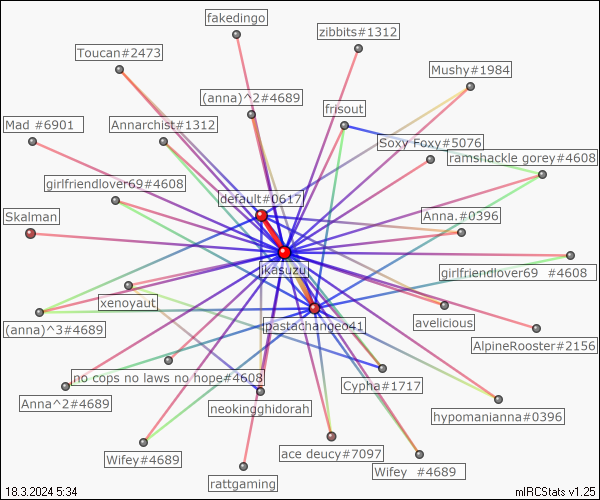 fakedingo
zibbits#1312
Toucan#2473
Mushy#1984
(anna)^2#4689
frisout
Mad #6901
Annarchist#1312
Soxy Foxy#5076
ramshackle gorey#4608
girlfriendlover69#4608
default#0617
Skalman
Anna.#0396
ikasuzu
girlfriendlover69 #4608
xenoyaut
(anna)^3#4689
pastachangeo41
avelicious
AlpineRooster#2156
no cops no laws no hope#4608
Cypha#1717
Anna^2#4689
neokingghidorah
hypomanianna#0396
Wifey#4689
ace deucy#7097
Wifey #4689
rattgaming
18.3.2024 5:34
mIRCStats v1.25